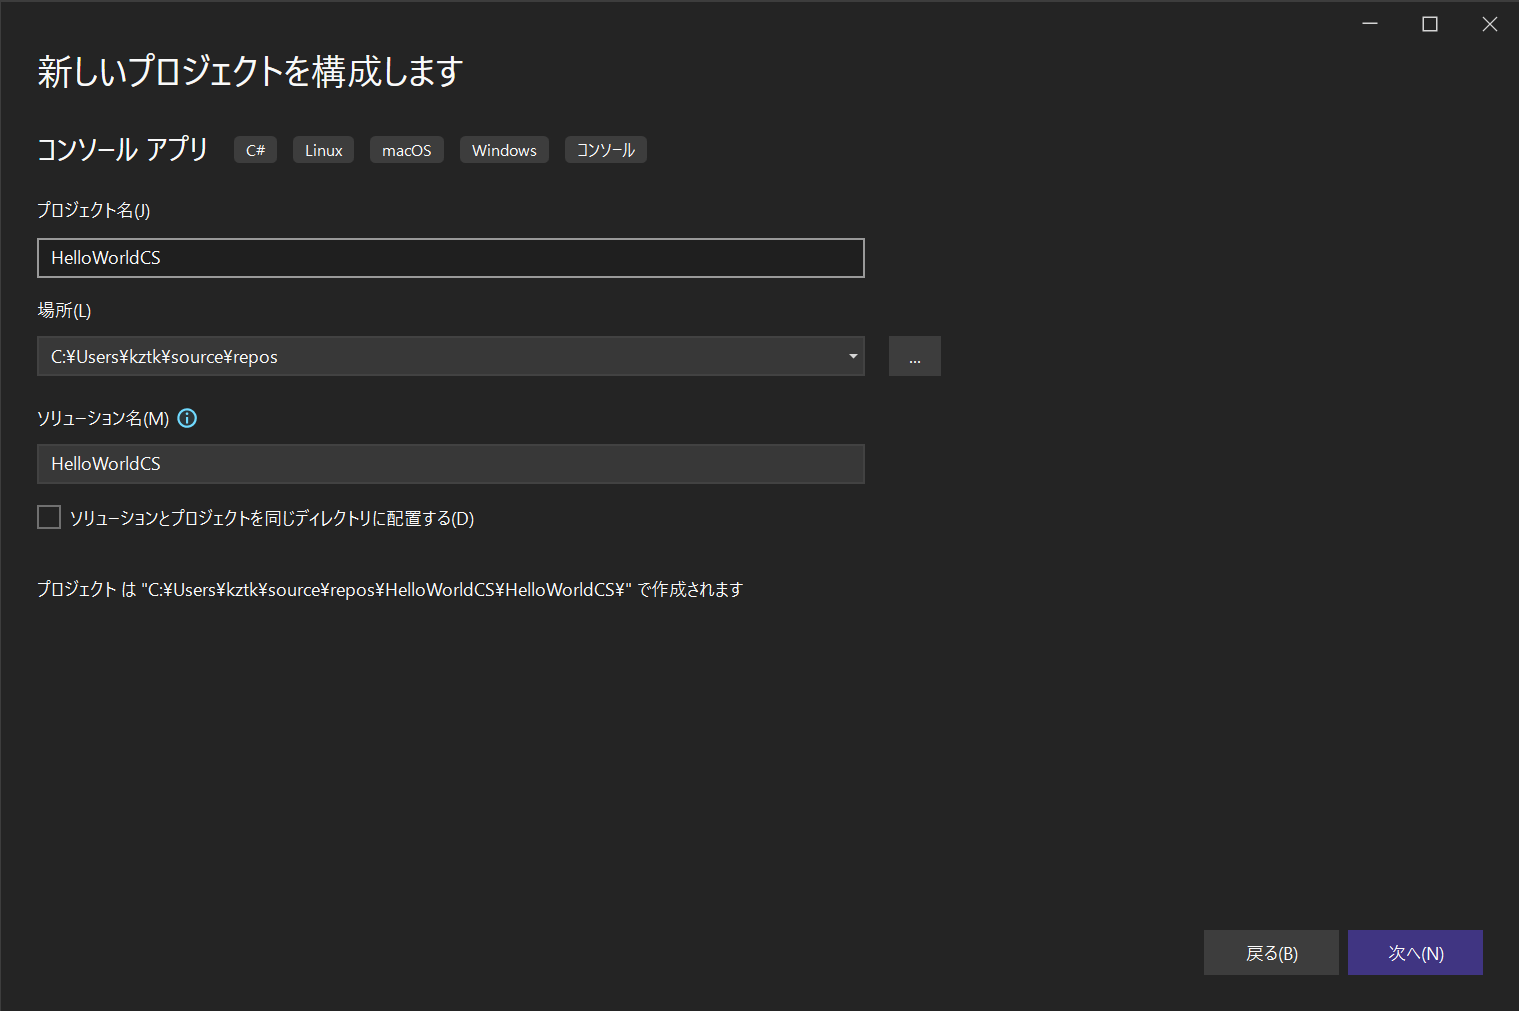 新しいプロジェクトを構成します
コンソール アプリ C# Linux macOS Windows コンソール
プロジェクト名(J)
HelloWorldCS
場所(L)
C:¥Users¥kztk¥source¥repos ...
ソリューション名(M)
HelloWorldCS
ソリューションとプロジェクトを同じディレクトリに配置する(D)
プロジェクト は "C:¥Users¥kztk¥source¥repos¥HelloWorldCS¥HelloWorldCS¥" で作成されます
戻る(B) 次へ(N)